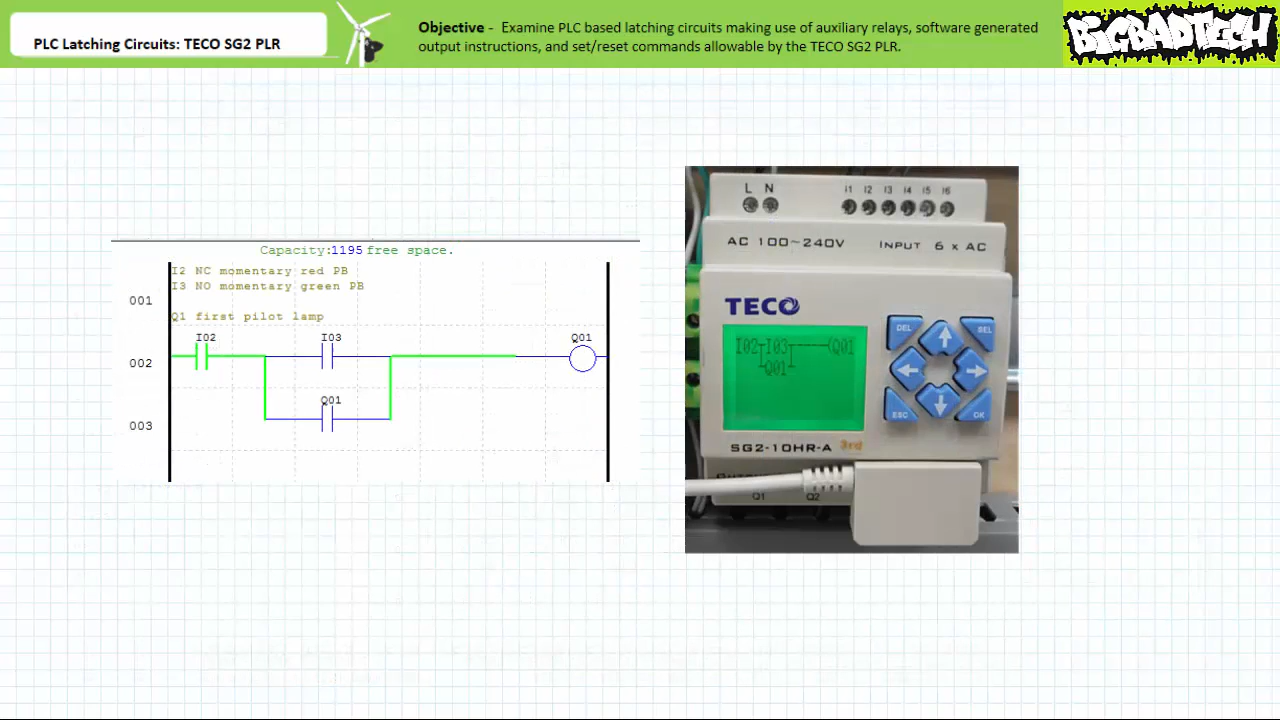 PLC Latching Circuits: TECO SG2 PLR
Objective - Examine PLC based latching circuits making use of auxiliary relays, software generated
output instructions, and set/reset commands allowable by the TECO SG2 PLR.
BIGBADTECH
Capacity:1195 free space.
I2 NC momentary red PB
I3 NO momentary green PB
001
Q1 first pilot lamp
I02 I03 Q01
002
Q01
003
L N I1 I2 I3 I4 I5 I6
AC 100~240V INPUT 6 x AC
TECO
DEL SEL
I02 I03 Q01
Q01
ESC OK
SG2-10HR-A 3rd
Q1 Q2